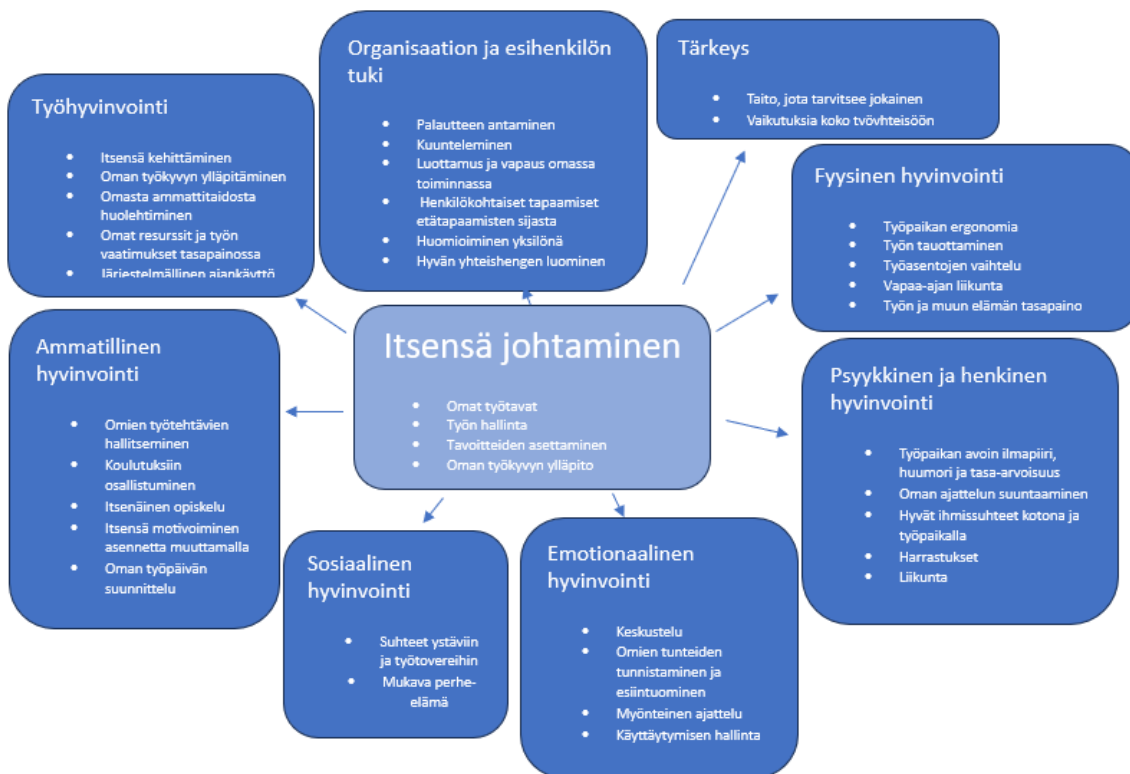 Organisaation ja esihenkilön
tuki
Palautteen antaminen
Kuunteleminen
Luottamus ja vapaus omassa
toiminnassa
Henkilökohtaiset tapaamiset
etätapaamisten sijasta
Huomioiminen yksilönä
Hyvän yhteishengen luominen
Tärkeys
Taito, jota tarvitsee jokainen
Vaikutuksia koko työyhteisöön
Työhyvinvointi
Itsensä kehittäminen
Oman työkyvyn ylläpitäminen
Omasta ammattitaidosta
huolehtiminen
Omat resurssit ja työn
vaatimukset tasapainossa
Järjestelmällinen ajankäyttö
Fyysinen hyvinvointi
Työpaikan ergonomia
Työn tauottaminen
Työasentojen vaihtelu
Vapaa-ajan liikunta
Työn ja muun elämän tasapaino
Itsensä johtaminen
Omat työtavat
Työn hallinta
Tavoitteiden asettaminen
Oman työkyvyn ylläpito
Ammatillinen
hyvinvointi
Omien työtehtävien
hallitseminen
Koulutuksiin
osallistuminen
Itsenäinen opiskelu
Itsensä motivoiminen
asennetta muuttamalla
Oman työpäivän
suunnittelu
Psyykkinen ja henkinen
hyvinvointi
Työpaikan avoin ilmapiiri,
huumori ja tasa-arvoisuus
Oman ajattelun suuntaaminen
Hyvät ihmissuhteet kotona ja
työpaikalla
Harrastukset
Liikunta
Sosiaalinen
hyvinvointi
Suhteet ystäviin
ja työtovereihin
Mukava perhe-
elämä
Emotionaalinen
hyvinvointi
Keskustelu
Omien tunteiden
tunnistaminen ja
esiintuominen
Myönteinen ajattelu
Käyttäytymisen hallinta